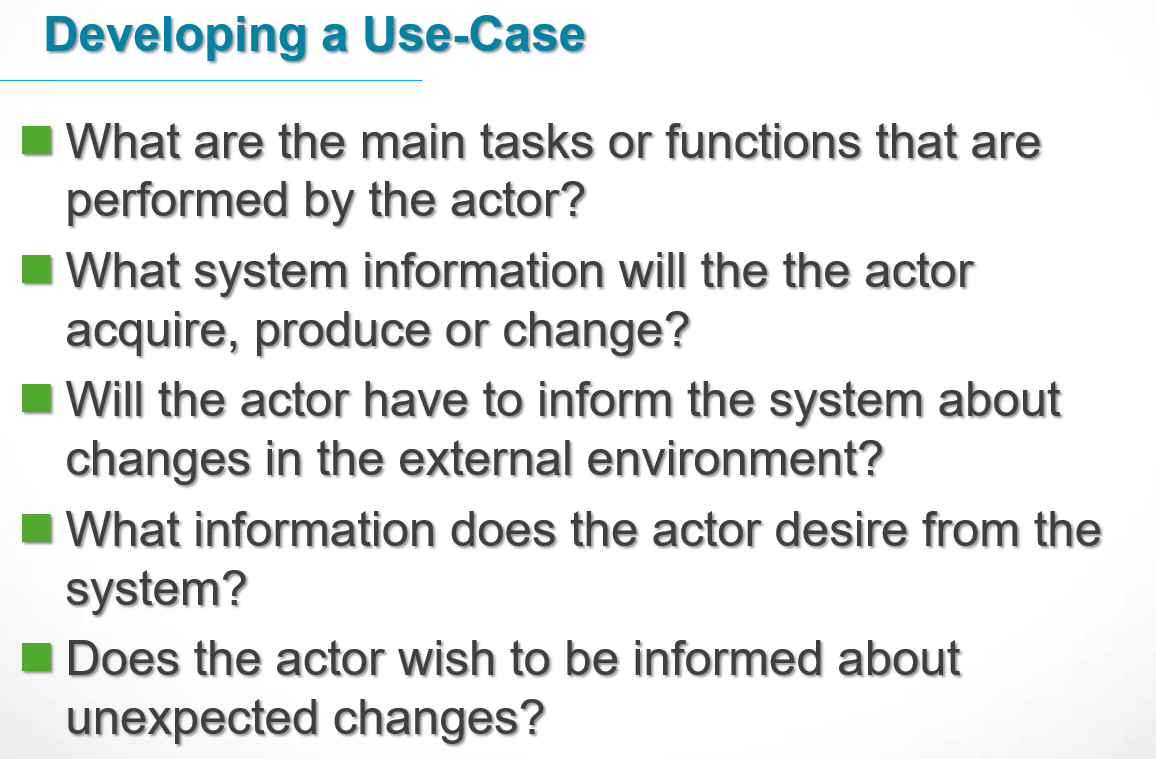 Developing a Use-Case
What are the main tasks or functions that are
performed by the actor?
What system information will the the actor
acquire, produce or change?
Will the actor have to inform the system about
changes in the external environment?
What information does the actor desire from the
system?
Does the actor wish to be informed about
unexpected changes?